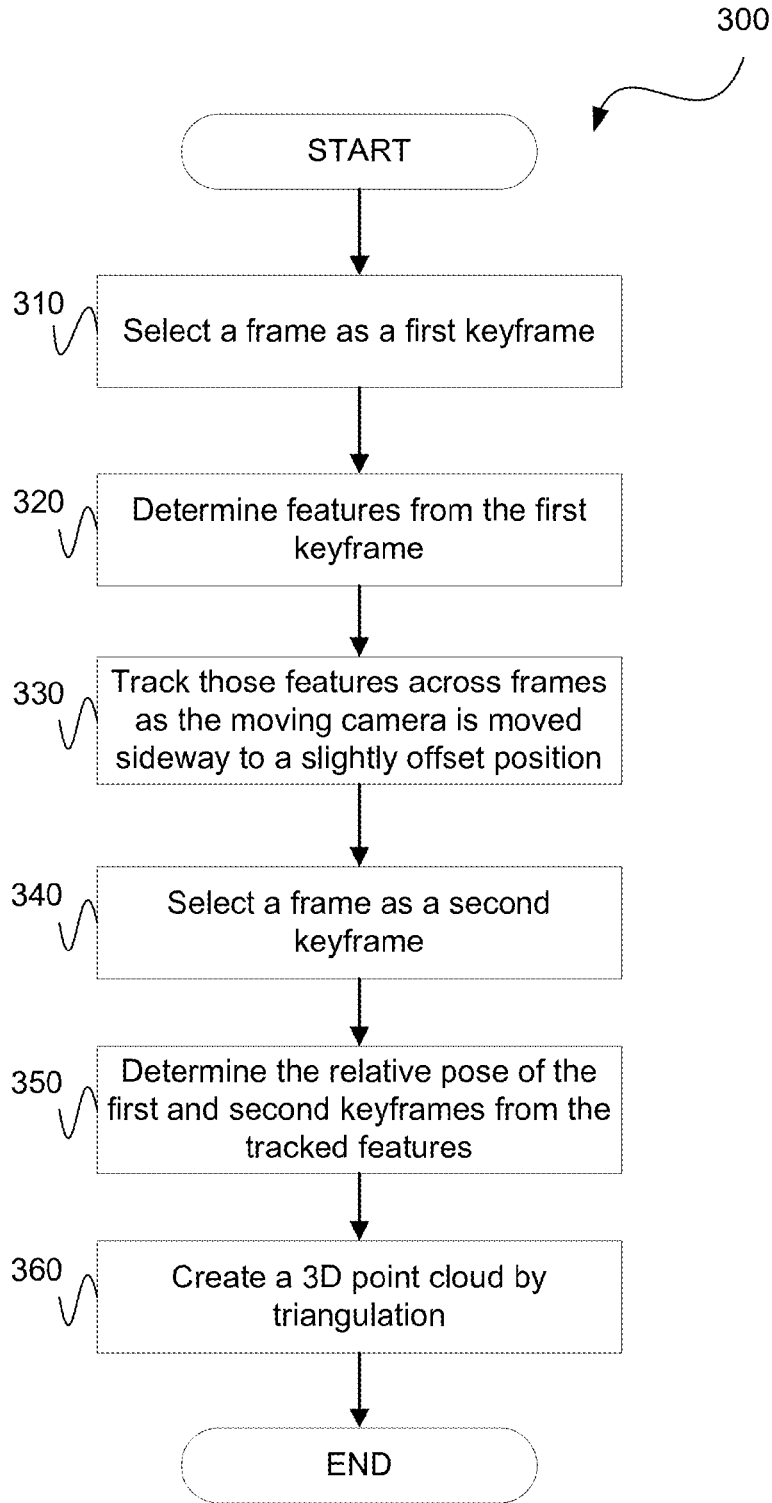 300
START
310
Select a frame as a first keyframe
320
Determine features from the first
keyframe
330
Track those features across frames
as the moving camera is moved
sideway to a slightly offset position
340
Select a frame as a second
keyframe
350
Determine the relative pose of the
first and second keyframes from the
tracked features
360
Create a 3D point cloud by
triangulation
END